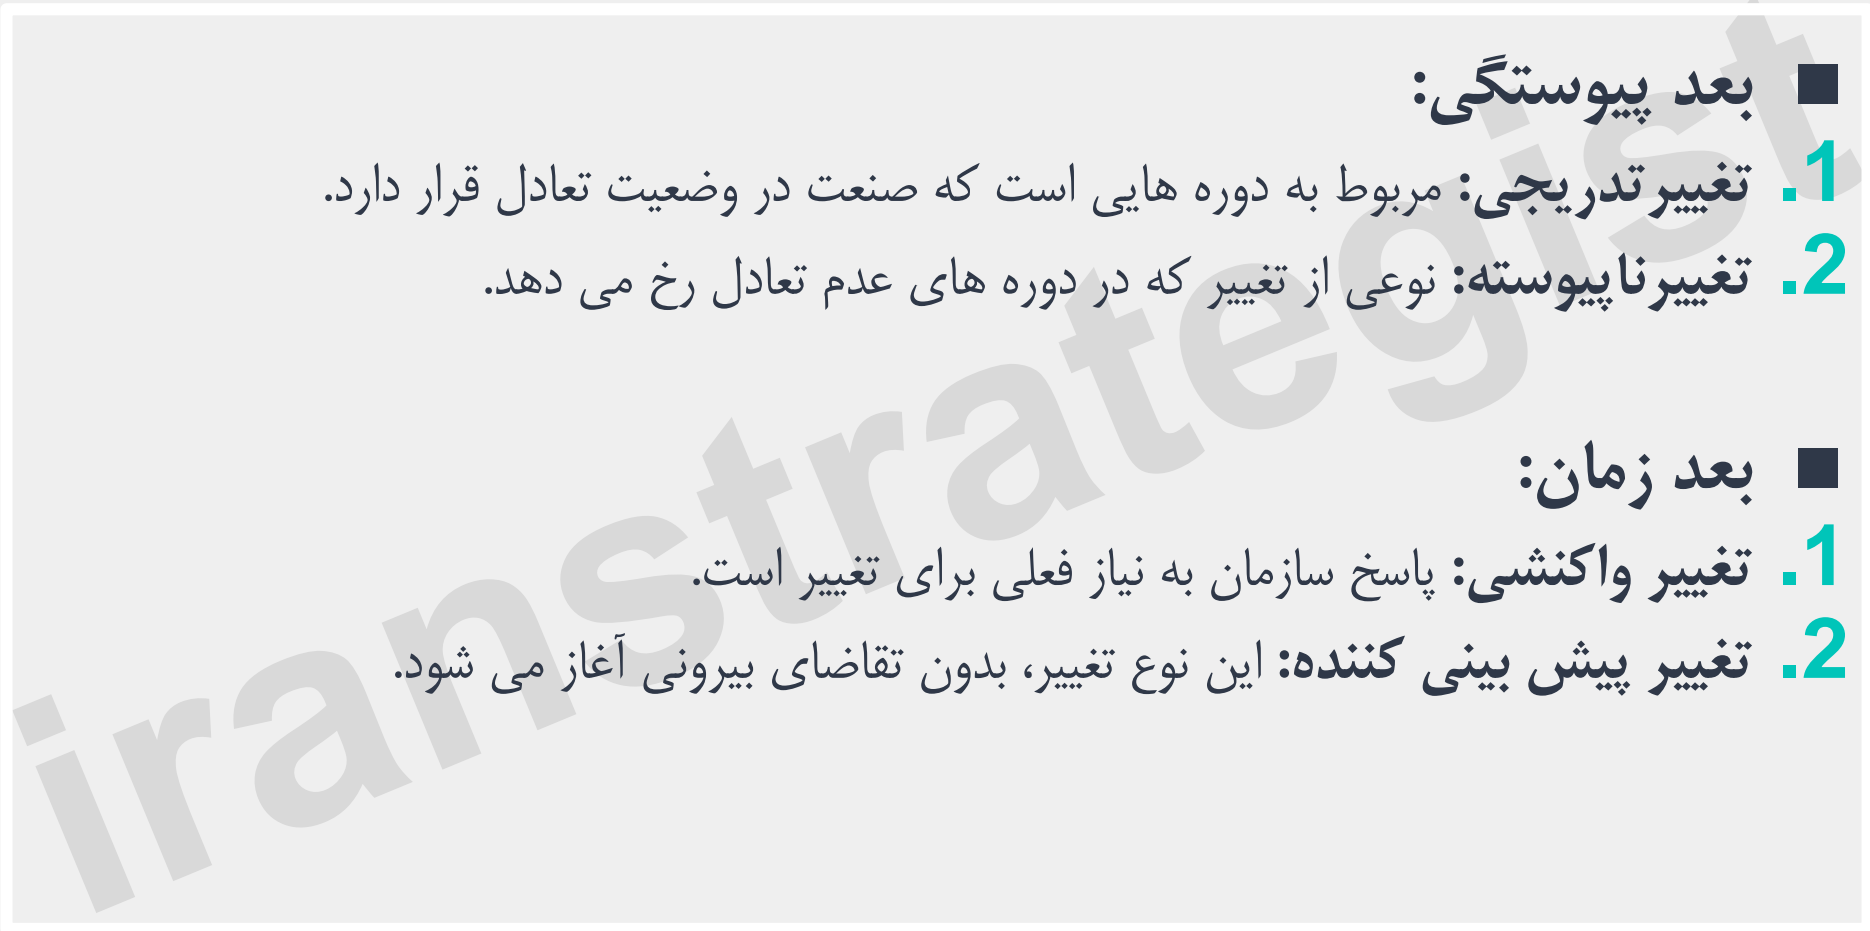 ■ بعد پیوستگی:
1. تغییرتدریجی: مربوط به دوره هایی است که صنعت در وضعیت تعادل قرار دارد.
2. تغییرناپیوسته: نوعی از تغییر که در دوره های عدم تعادل رخ می دهد.
■ بعد زمان:
1. تغییر واکنشی: پاسخ سازمان به نیاز فعلی برای تغییر است.
2. تغییر پیش بینی کننده: این نوع تغییر، بدون تقاضای بیرونی آغاز می شود.
iranstrategist